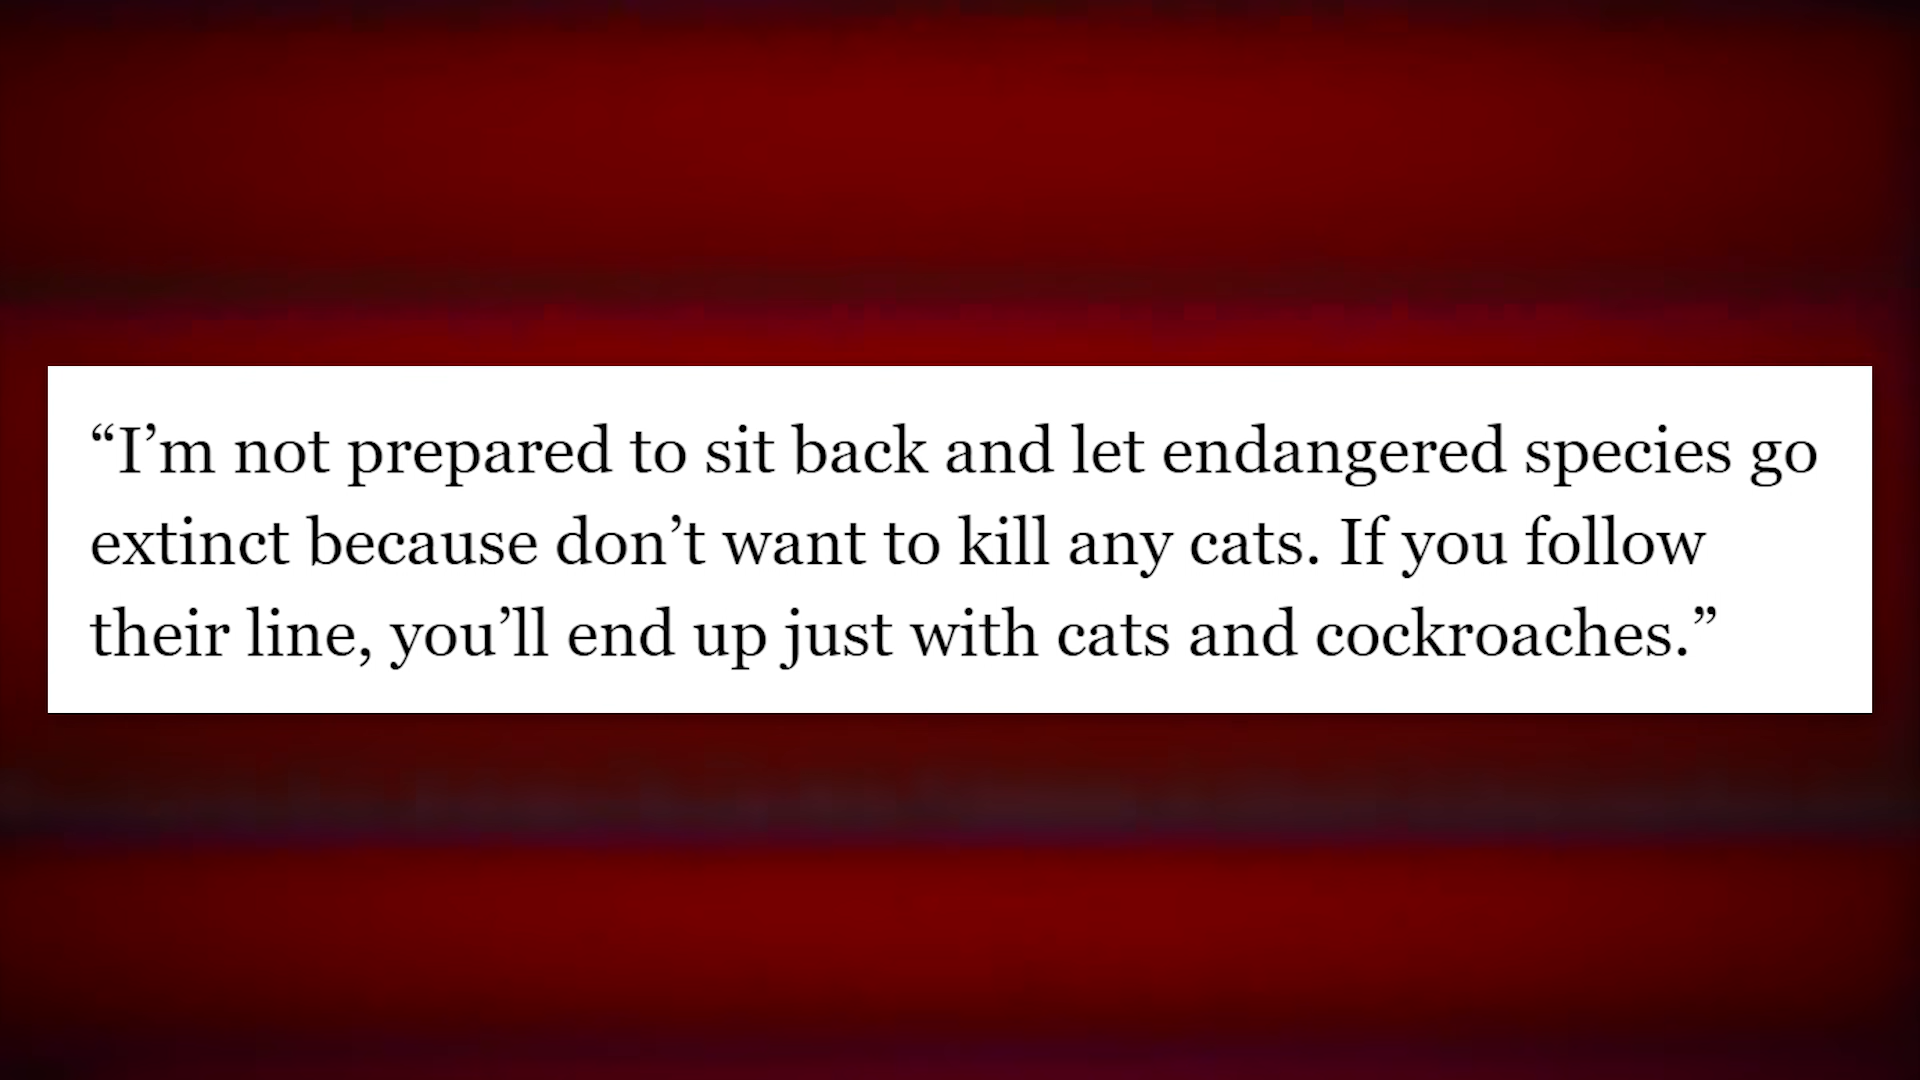 “I’m not prepared to sit back and let endangered species go
extinct because don’t want to kill any cats. If you follow
their line, you’ll end up just with cats and cockroaches.”